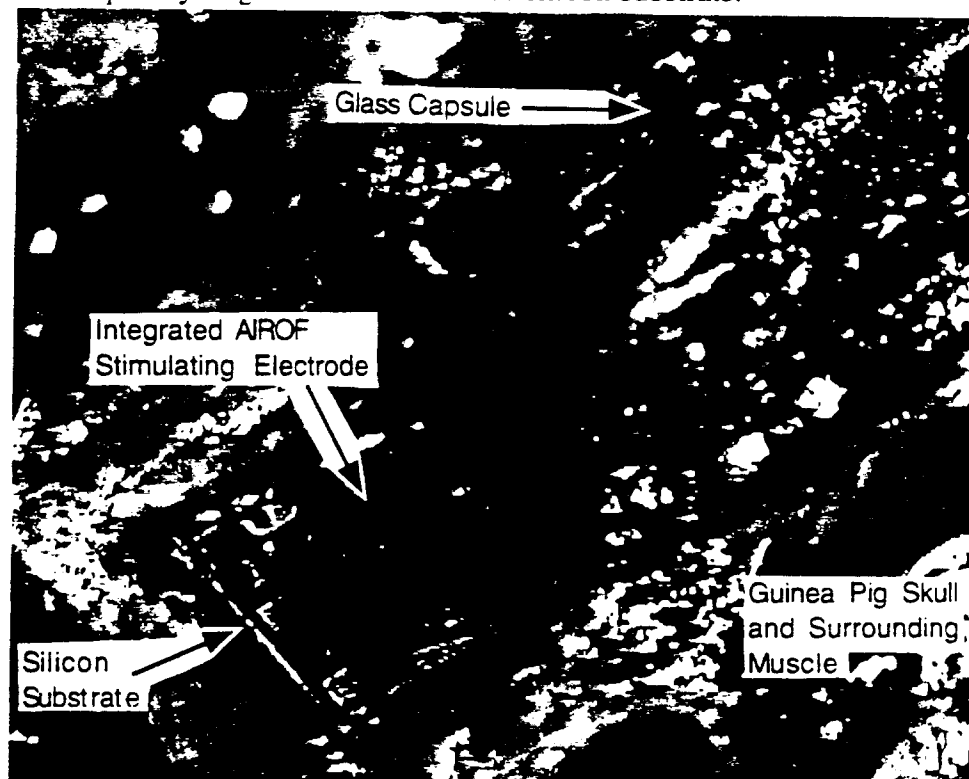 Glass Capsule
Integrated AIROF
Stimulating Electrode
Guinea Pig Skull
and Surrounding
Muscle
Silicon
Substrate